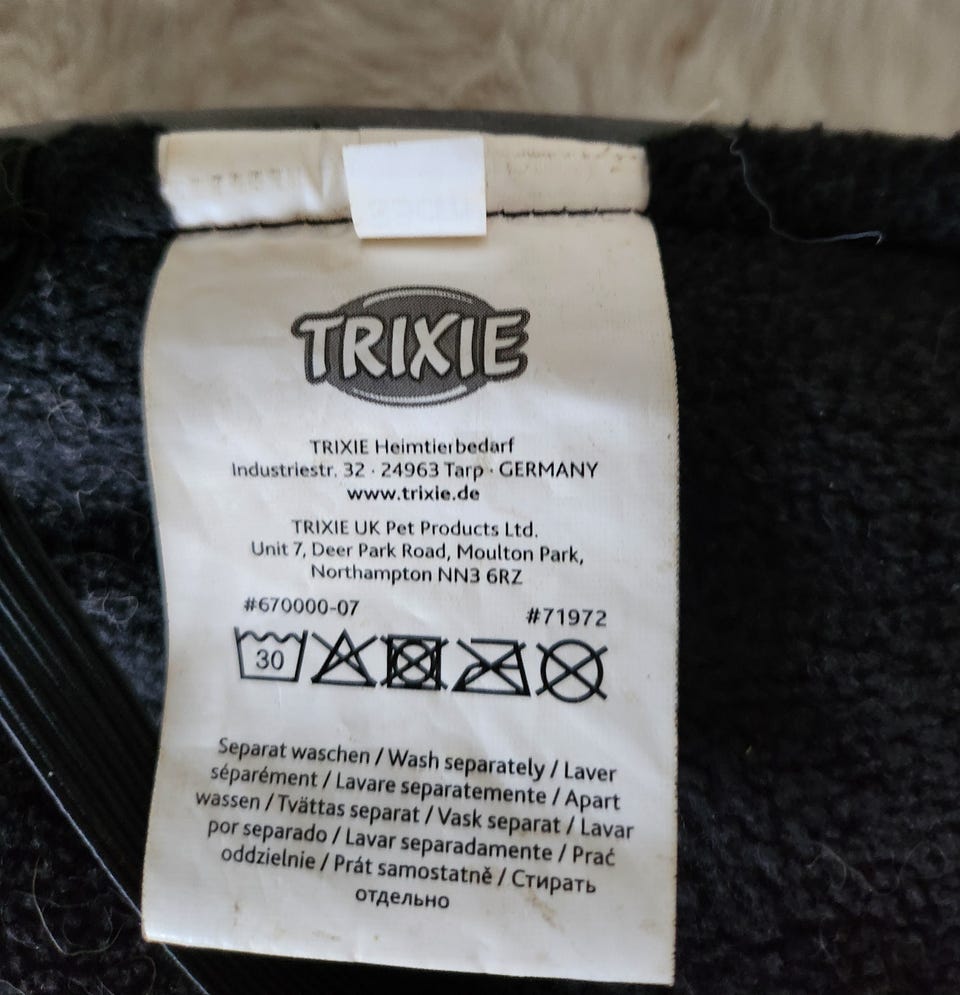 TRIXIE
TRIXIE Heimtierbedarf
Industriestr. 32 · 24963 Tarp · GERMANY
www.trixie.de
TRIXIE UK Pet Products Ltd.
Unit 7, Deer Park Road, Moulton Park,
Northampton NN3 6RZ
#670000-07 #71972
30
Separat waschen / Wash separately / Laver
séparément / Lavare separatemente / Apart
wassen / Tvättas separat / Vask separat / Lavar
por separado / Lavar separadamente / Prać
oddzielnie / Prát samostatně / Стирать
отдельно